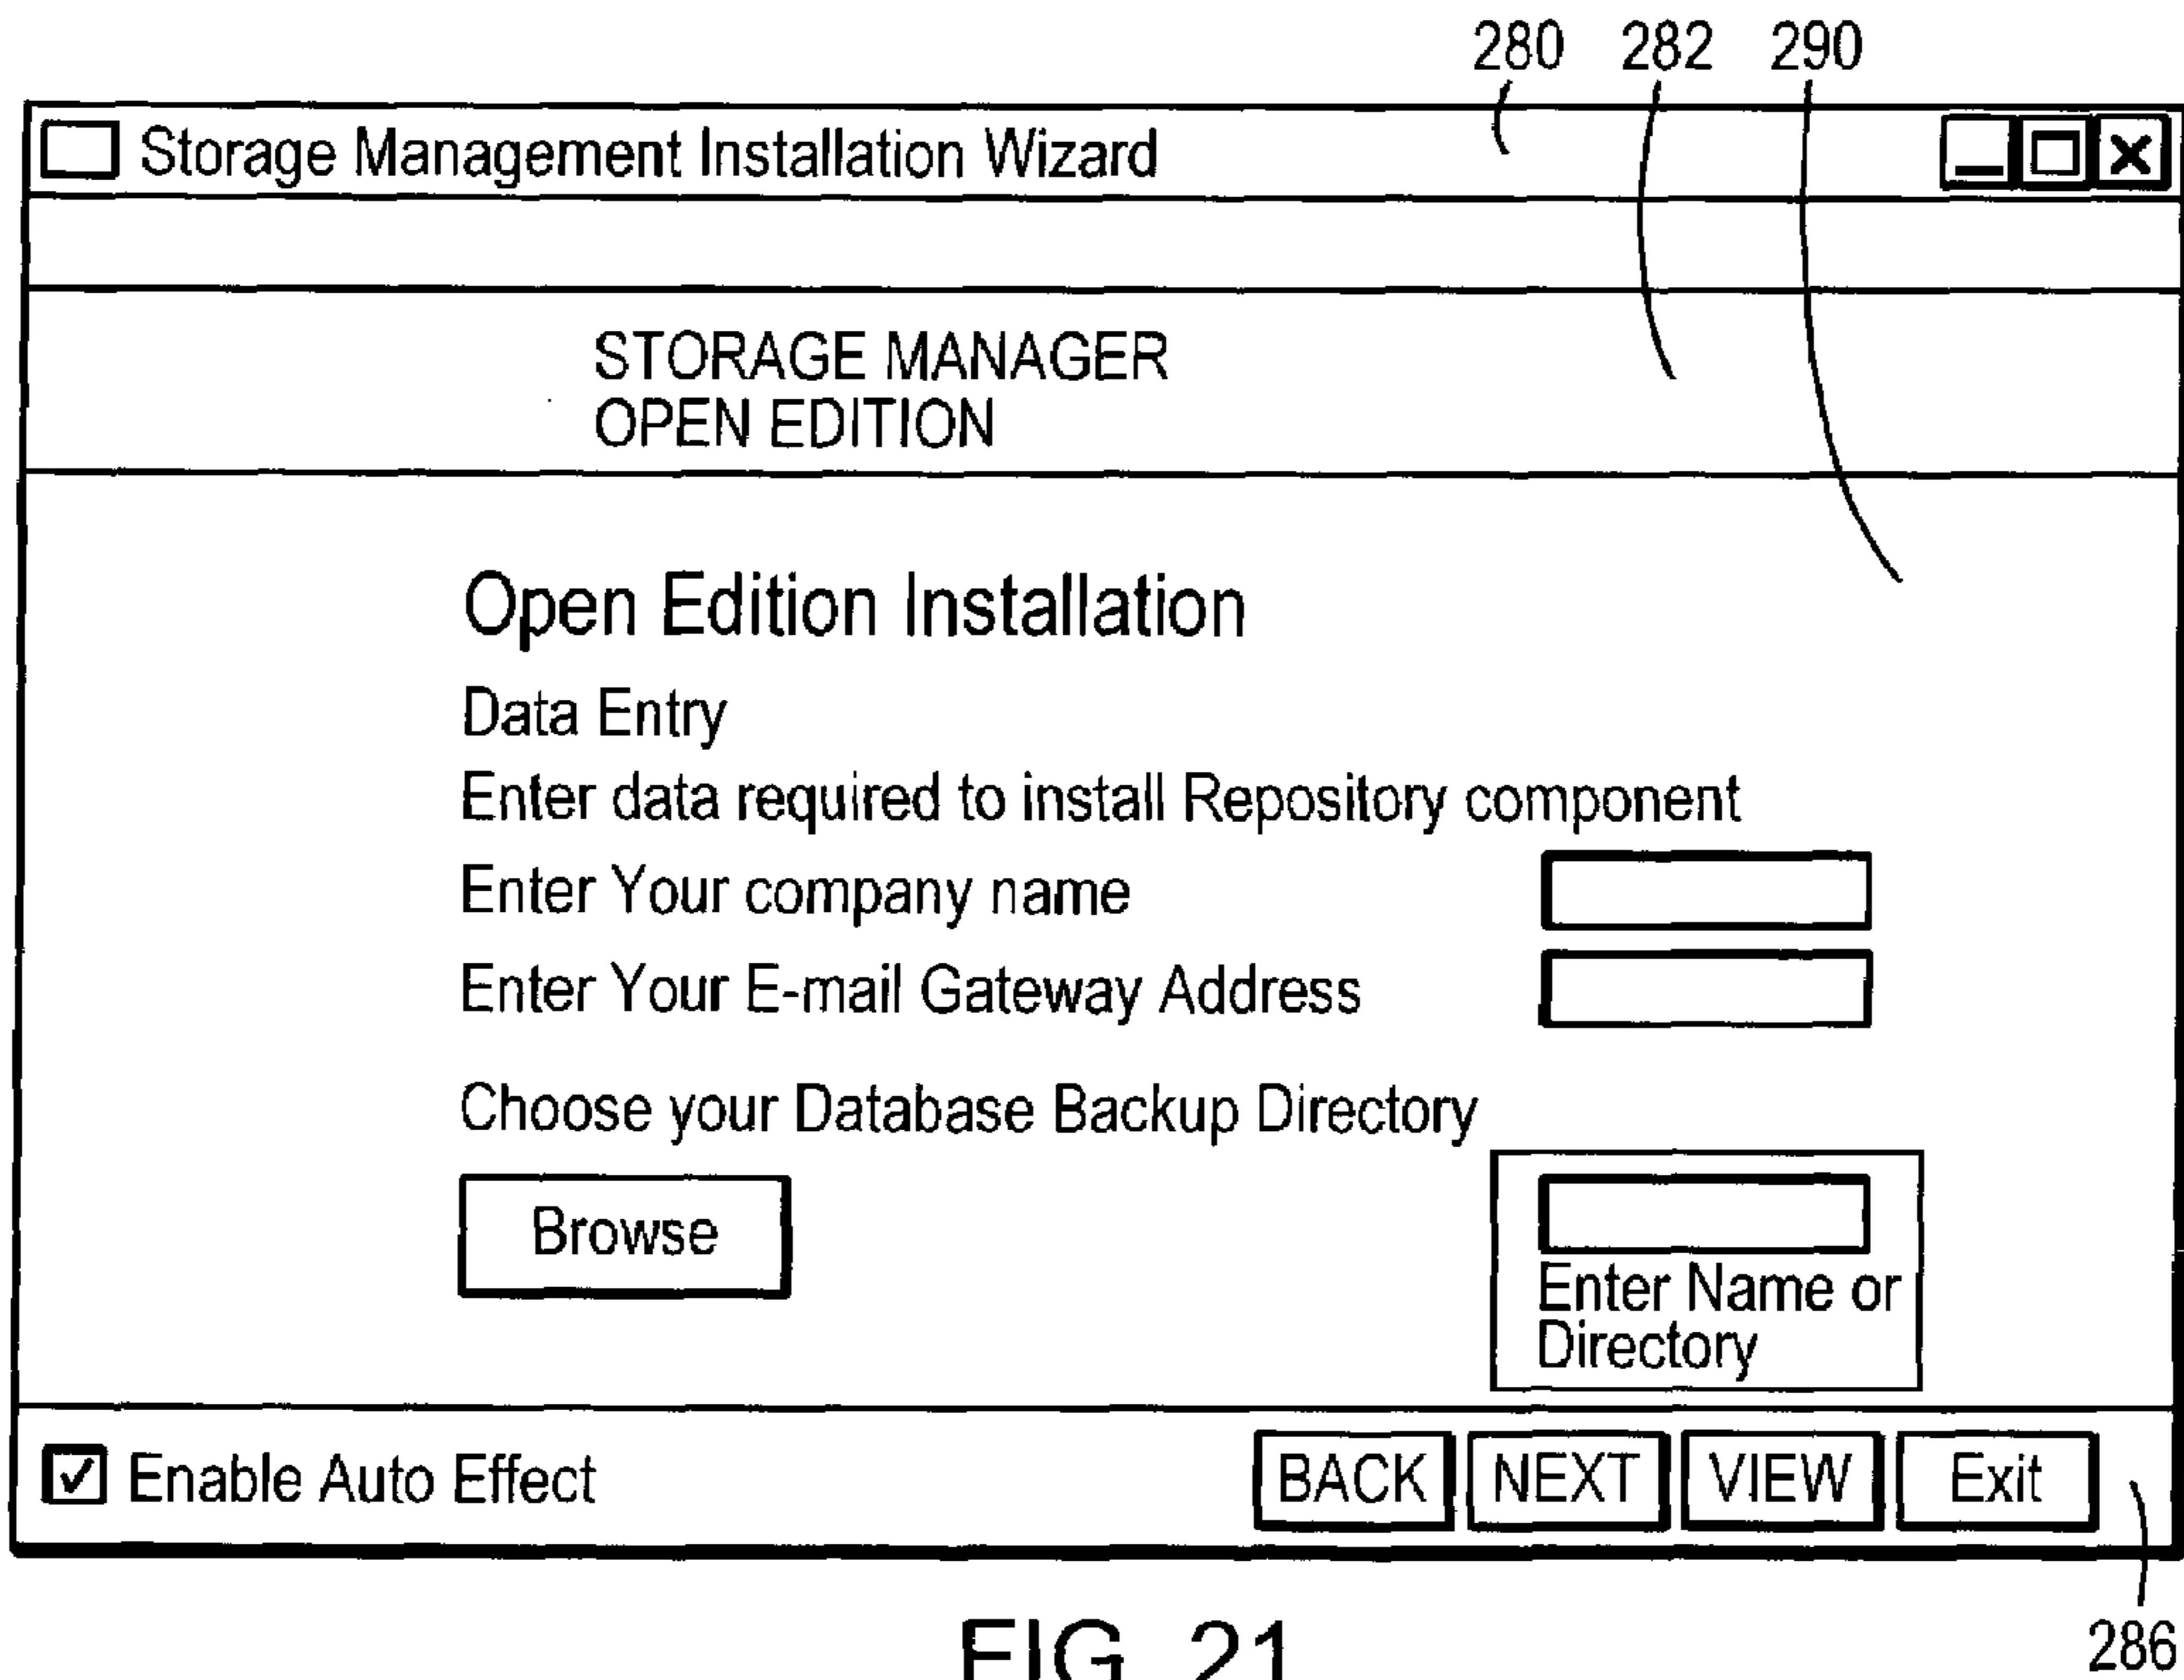 280 282 290
Storage Management Installation Wizard
STORAGE MANAGER
OPEN EDITION
Open Edition Installation
Data Entry
Enter data required to install Repository component
Enter Your company name
Enter Your E-mail Gateway Address
Choose your Database Backup Directory
Browse
Enter Name or
Directory
Enable Auto Effect
BACK NEXT VIEW Exit
286
FIG. 21